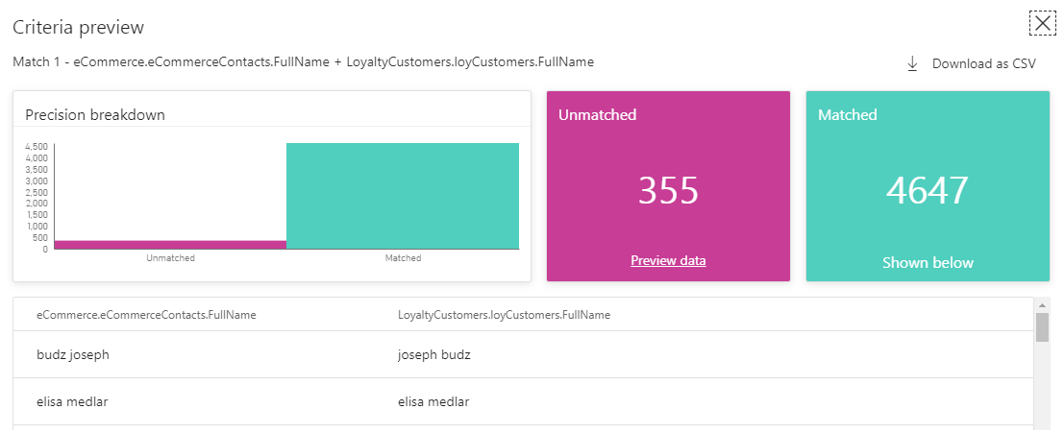 Criteria preview
Match 1 - eCommerce.eCommerceContacts.FullName + LoyaltyCustomers.loyCustomers.FullName
Download as CSV
Precision breakdown
4,500
4,000
3,500
3,000
2,500
2,000
1,500
1,000
500
0
Unmatched
Matched
Unmatched
355
Preview data
Matched
4647
Shown below
eCommerce.eCommerceContacts.FullName
LoyaltyCustomers.loyCustomers.FullName
budz joseph
joseph budz
elisa medlar
elisa medlar